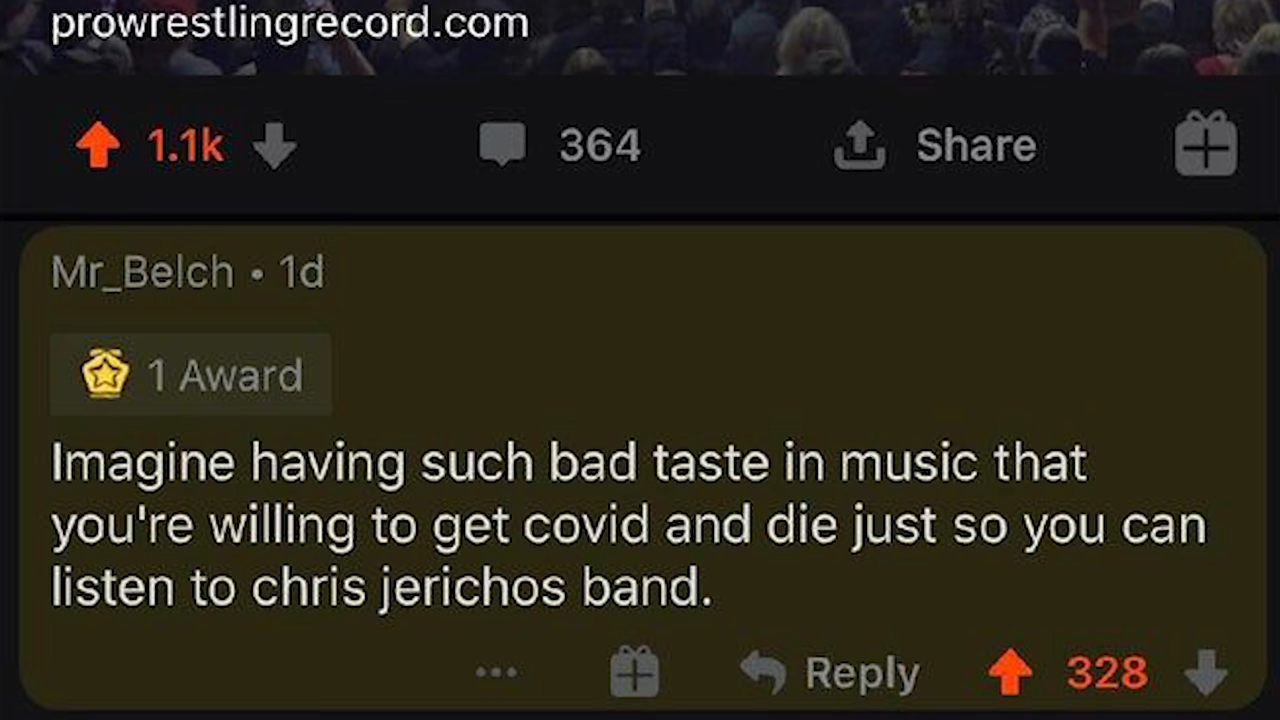 prowrestlingrecord.com
1.1k 364 Share
Mr_Belch • 1d
1 Award
Imagine having such bad taste in music that
you're willing to get covid and die just so you can
listen to chris jerichos band.
Reply 328